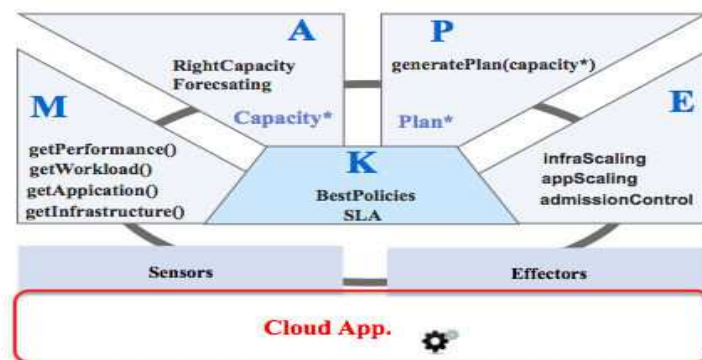 A
RightCapacity
Forecsating
Capacity*
P
generatePlan(capacity*)
Plan*
M
getPerformance()
getWorkload()
getAppication()
getInfrastructure()
K
BestPolicies
SLA
E
infraScaling
appScaling
admissionControl
Sensors
Effectors
Cloud App.